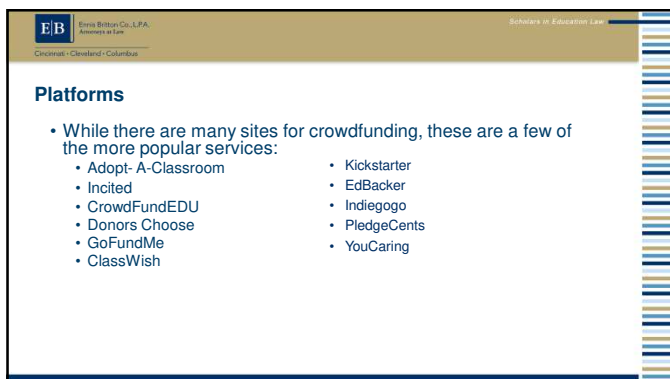 E|B
Ennis Britton Co., L.P.A.
Attorneys at Law
Cincinnati • Cleveland • Columbus
Scholars in Education Law
Platforms
• While there are many sites for crowdfunding, these are a few of
the more popular services:
• Adopt- A-Classroom
• Incited
• CrowdFundEDU
• Donors Choose
• GoFundMe
• ClassWish
• Kickstarter
• EdBacker
• Indiegogo
• PledgeCents
• YouCaring